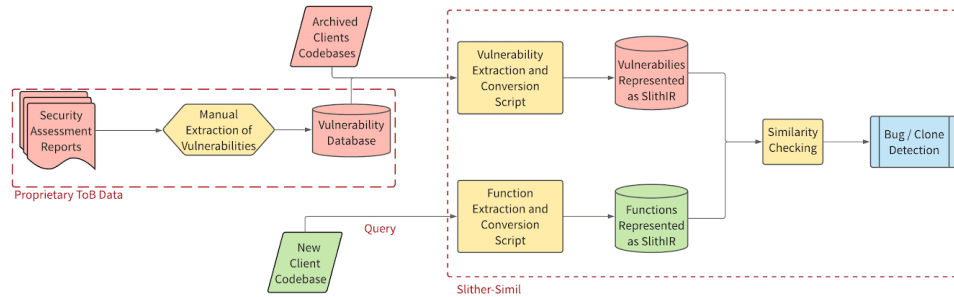 Archived
Clients
Codebases
Security
Assessment
Reports
Manual
Extraction of
Vulnerabilities
Vulnerability
Database
Proprietary ToB Data
Vulnerability
Extraction and
Conversion
Script
Vulnerabilies
Represented
as SlithIR
Similarity
Checking
Bug / Clone
Detection
New
Client
Codebase
Query
Function
Extraction and
Conversion
Script
Functions
Represented
as SlithIR
Slither-Simil